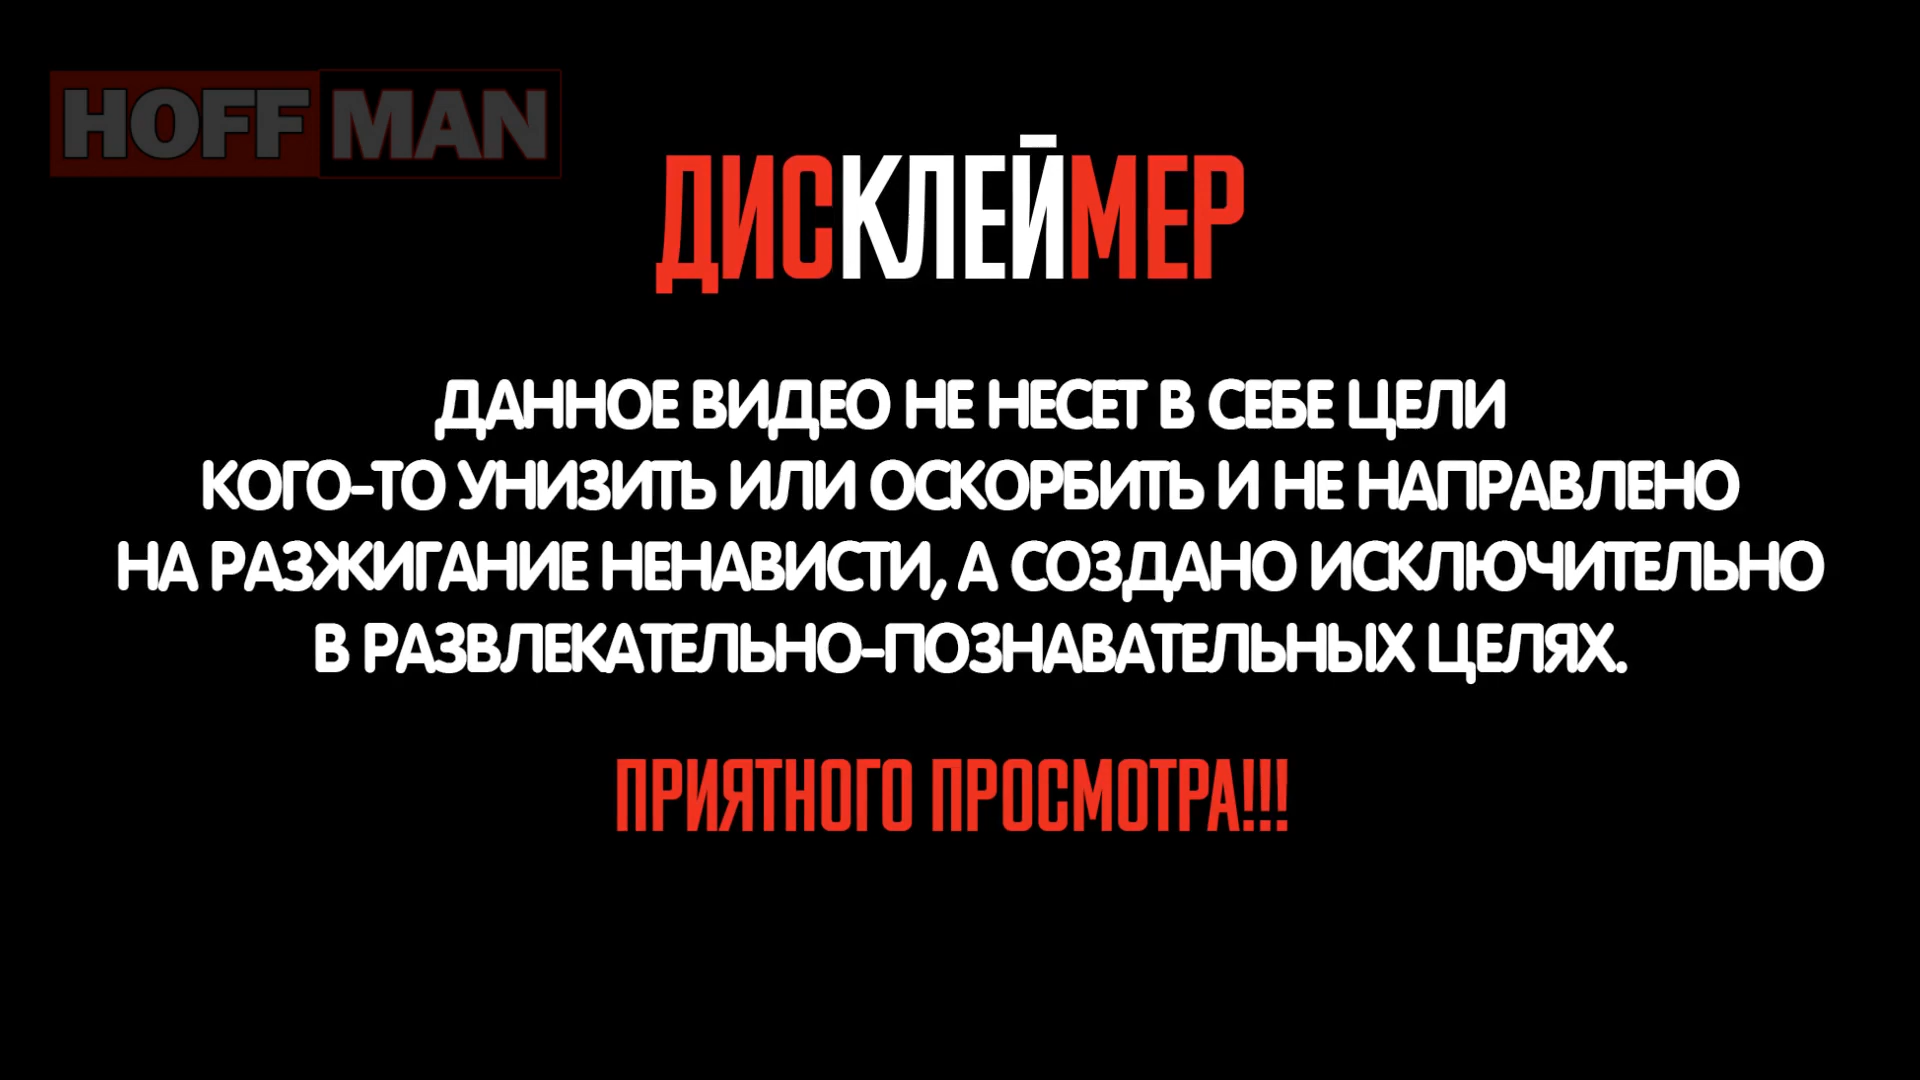 HOFF MAN
ДИСКЛЕЙМЕР
ДАННОЕ ВИДЕО НЕ НЕСЕТ В СЕБЕ ЦЕЛИ
КОГО-ТО УНИЗИТЬ ИЛИ ОСКОРБИТЬ И НЕ НАПРАВЛЕНО
НА РАЗЖИГАНИЕ НЕНАВИСТИ, А СОЗДАНО ИСКЛЮЧИТЕЛЬНО
В РАЗВЛЕКАТЕЛЬНО-ПОЗНАВАТЕЛЬНЫХ ЦЕЛЯХ.
ПРИЯТНОГО ПРОСМОТРА!!!